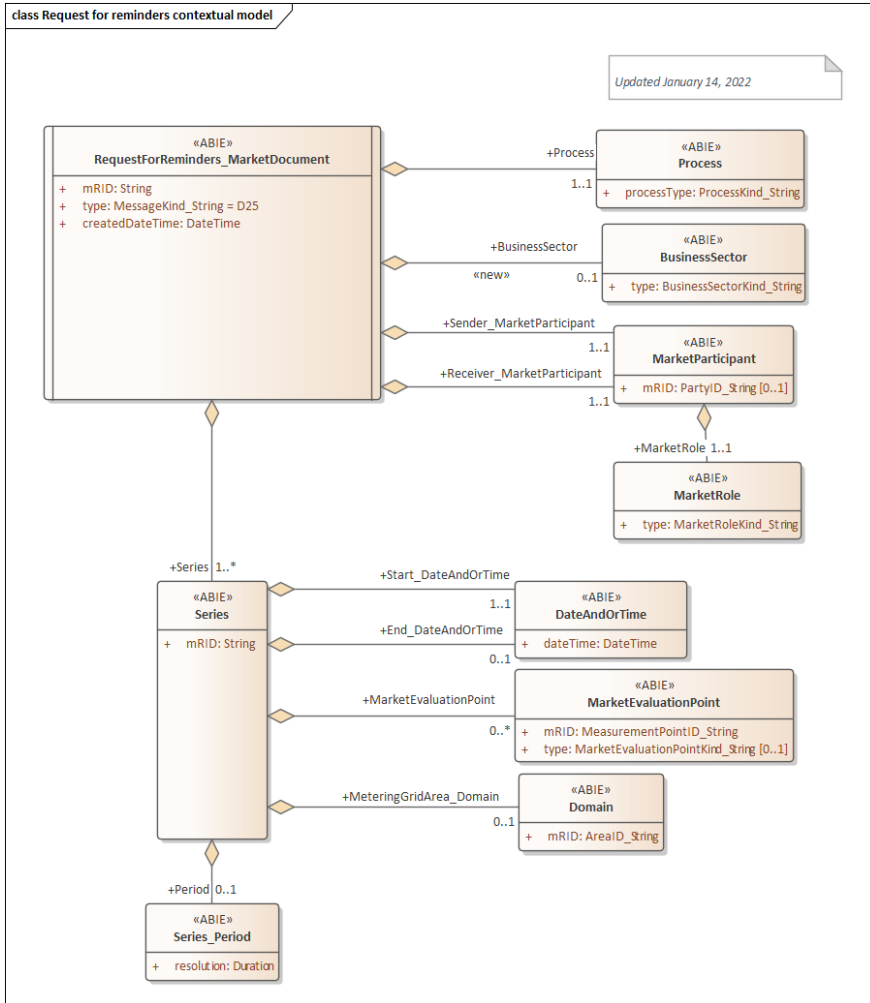 class Request for reminders contextual model
Updated January 14, 2022
«ABIE»
RequestForReminders_MarketDocument
+ mRID: String
+ type: MessageKind_String = D25
+ createdDateTime: DateTime
+Process
1..1
«ABIE»
Process
+ processType: ProcessKind_String
+BusinessSector
«new»
0..1
«ABIE»
BusinessSector
+ type: BusinessSectorKind_String
+Sender_MarketParticipant
1..1
+Receiver_MarketParticipant
1..1
«ABIE»
MarketParticipant
+ mRID: PartyID_String [0..1]
+MarketRole 1..1
«ABIE»
MarketRole
+ type: MarketRoleKind_String
+Series 1..*
«ABIE»
Series
+ mRID: String
+Start_DateAndOrTime
1..1
+End_DateAndOrTime
0..1
«ABIE»
DateAndOrTime
+ dateTime: DateTime
+MarketEvaluationPoint
0..*
«ABIE»
MarketEvaluationPoint
+ mRID: MeasurementPointID_String
+ type: MarketEvaluationPointKind_String [0..1]
+MeteringGridArea_Domain
0..1
«ABIE»
Domain
+ mRID: AreaID_String
+Period 0..1
«ABIE»
Series_Period
+ resolution: Duration